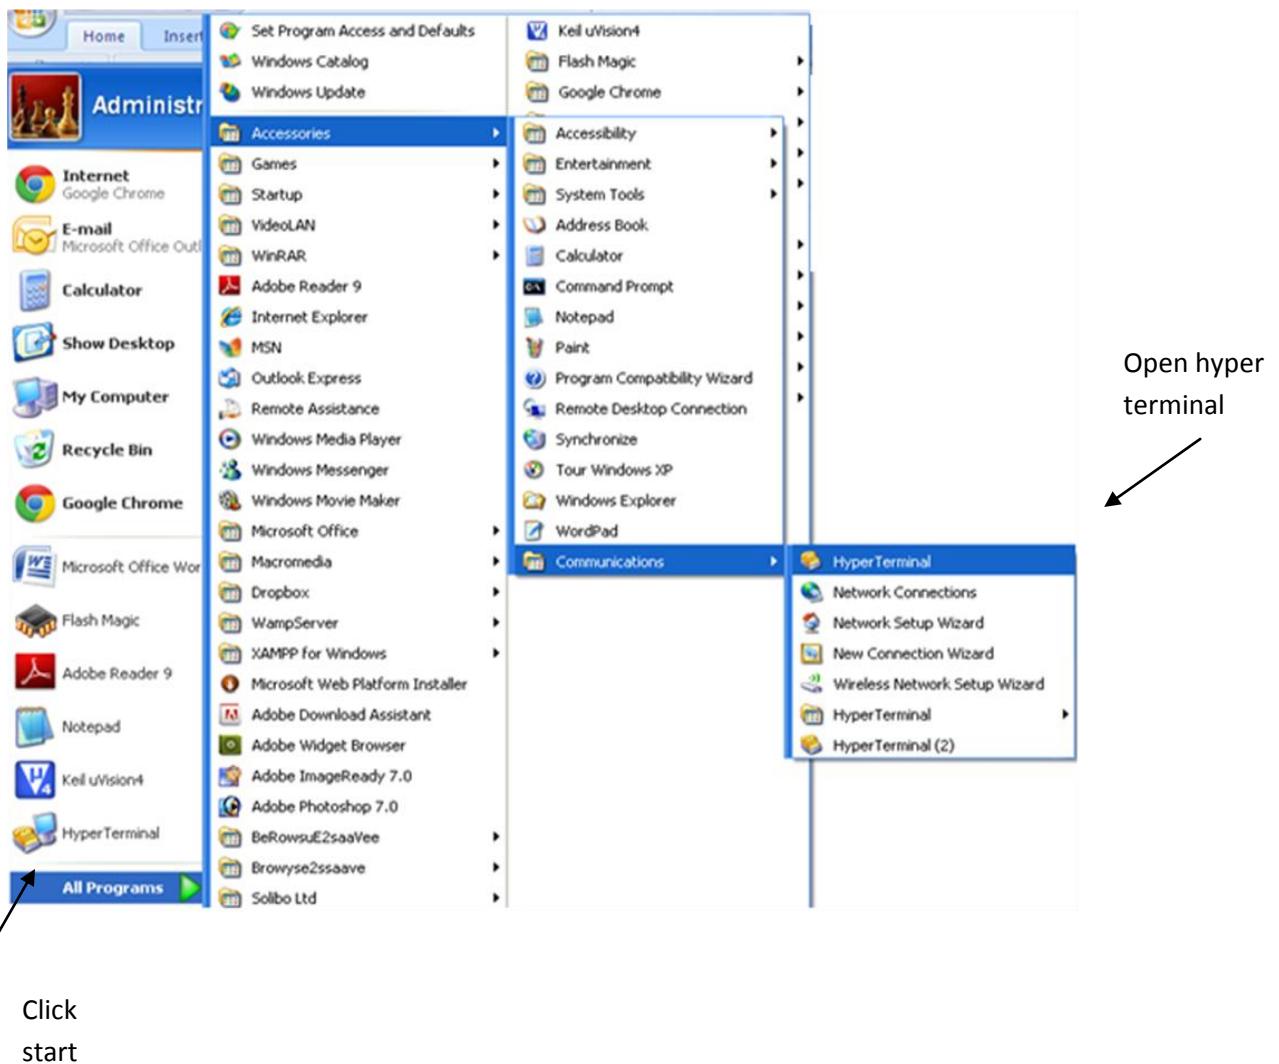 Home Insert
Administr
Internet
Google Chrome
E-mail
Microsoft Office Outl
Calculator
Show Desktop
My Computer
Recycle Bin
Google Chrome
Microsoft Office Wor
Flash Magic
Adobe Reader 9
Notepad
Keil uVision4
HyperTerminal
All Programs
Set Program Access and Defaults
Windows Catalog
Windows Update
Accessories
Games
Startup
VideoLAN
WinRAR
Adobe Reader 9
Internet Explorer
MSN
Outlook Express
Remote Assistance
Windows Media Player
Windows Messenger
Windows Movie Maker
Microsoft Office
Macromedia
Dropbox
WampServer
XAMPP for Windows
Microsoft Web Platform Installer
Adobe Download Assistant
Adobe Widget Browser
Adobe ImageReady 7.0
Adobe Photoshop 7.0
BeRowsuE2saaVee
Browyse2ssaave
Solibo Ltd
Keil uVision4
Flash Magic
Google Chrome
Accessibility
Entertainment
System Tools
Address Book
Calculator
Command Prompt
Notepad
Paint
Program Compatibility Wizard
Remote Desktop Connection
Synchronize
Tour Windows XP
Windows Explorer
WordPad
Communications
HyperTerminal
Network Connections
Network Setup Wizard
New Connection Wizard
Wireless Network Setup Wizard
HyperTerminal
HyperTerminal (2)
Open hyper
terminal
Click
start